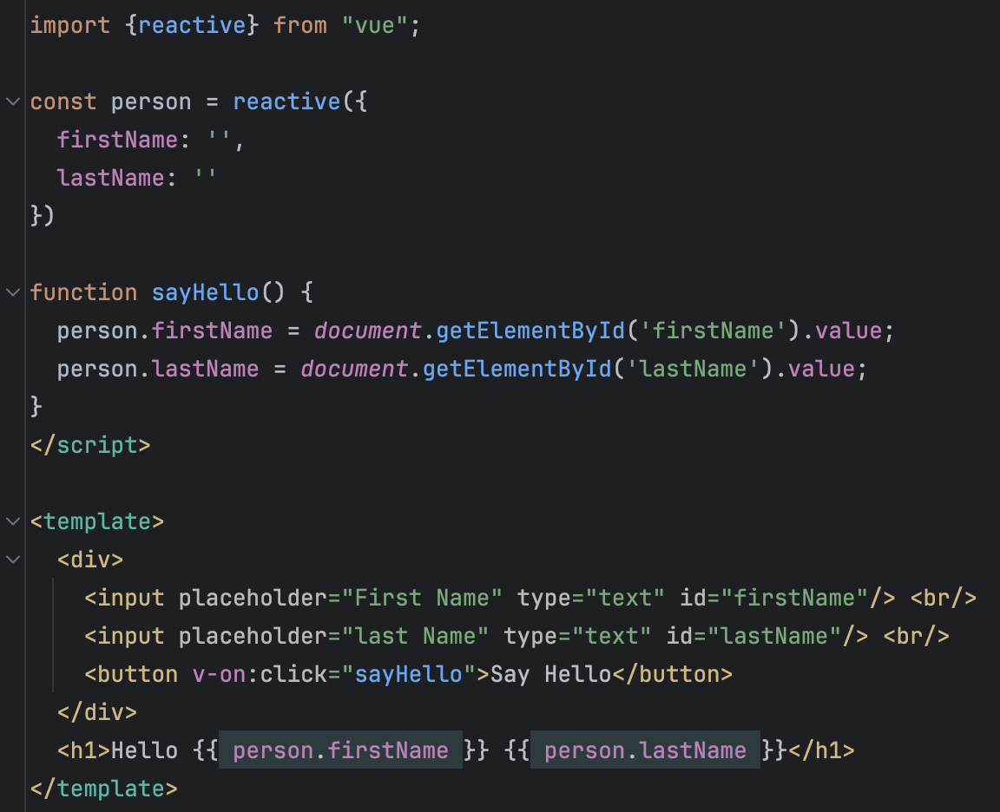 import {reactive} from "vue";
const person = reactive({
  firstName: '',
  lastName: ''
})
function sayHello() {
  person.firstName = document.getElementById('firstName').value;
  person.lastName = document.getElementById('lastName').value;
}
</script>
<template>
  <div>
    <input placeholder="First Name" type="text" id="firstName"/> <br/>
    <input placeholder="last Name" type="text" id="lastName"/> <br/>
    <button v-on:click="sayHello">Say Hello</button>
  </div>
  <h1>Hello {{ person.firstName }} {{ person.lastName }}</h1>
</template>